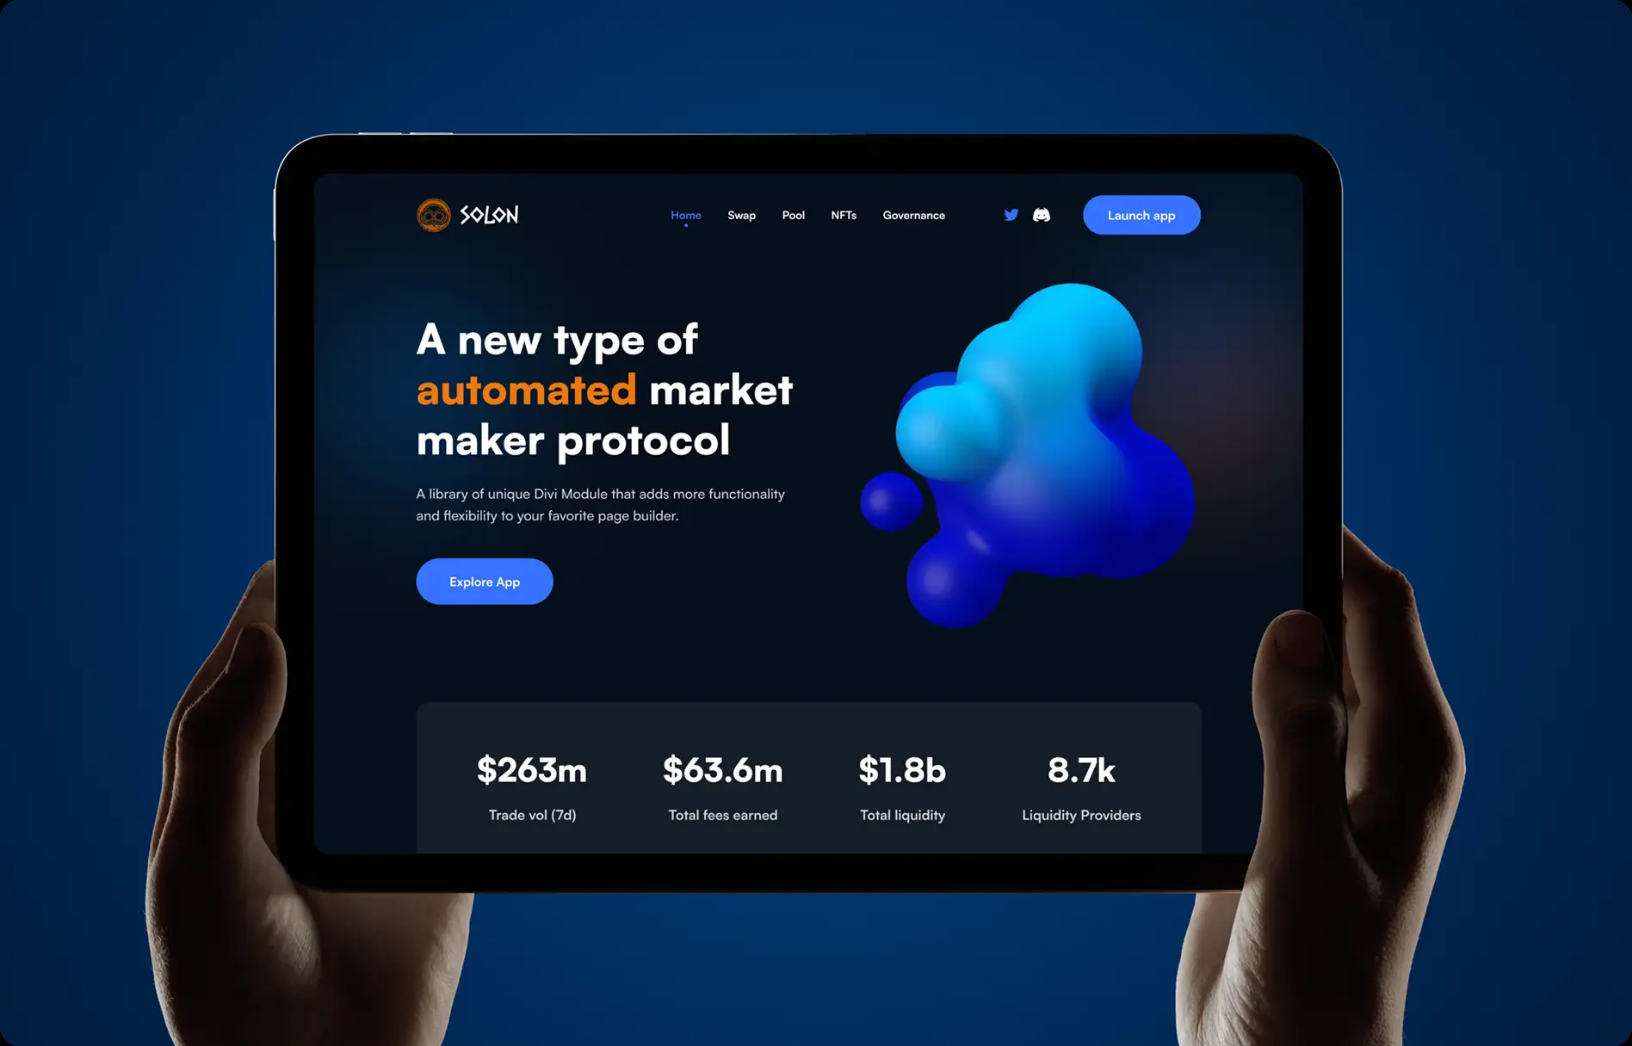 SOLON
Home
Swap
Pool
NFTs
Governance
Launch app
A new type of
automated market
maker protocol
A library of unique Divi Module that adds more functionality
and flexibility to your favorite page builder.
Explore App
$263m
$63.6m
$1.8b
8.7k
Trade vol (7d)
Total fees earned
Total liquidity
Liquidity Providers